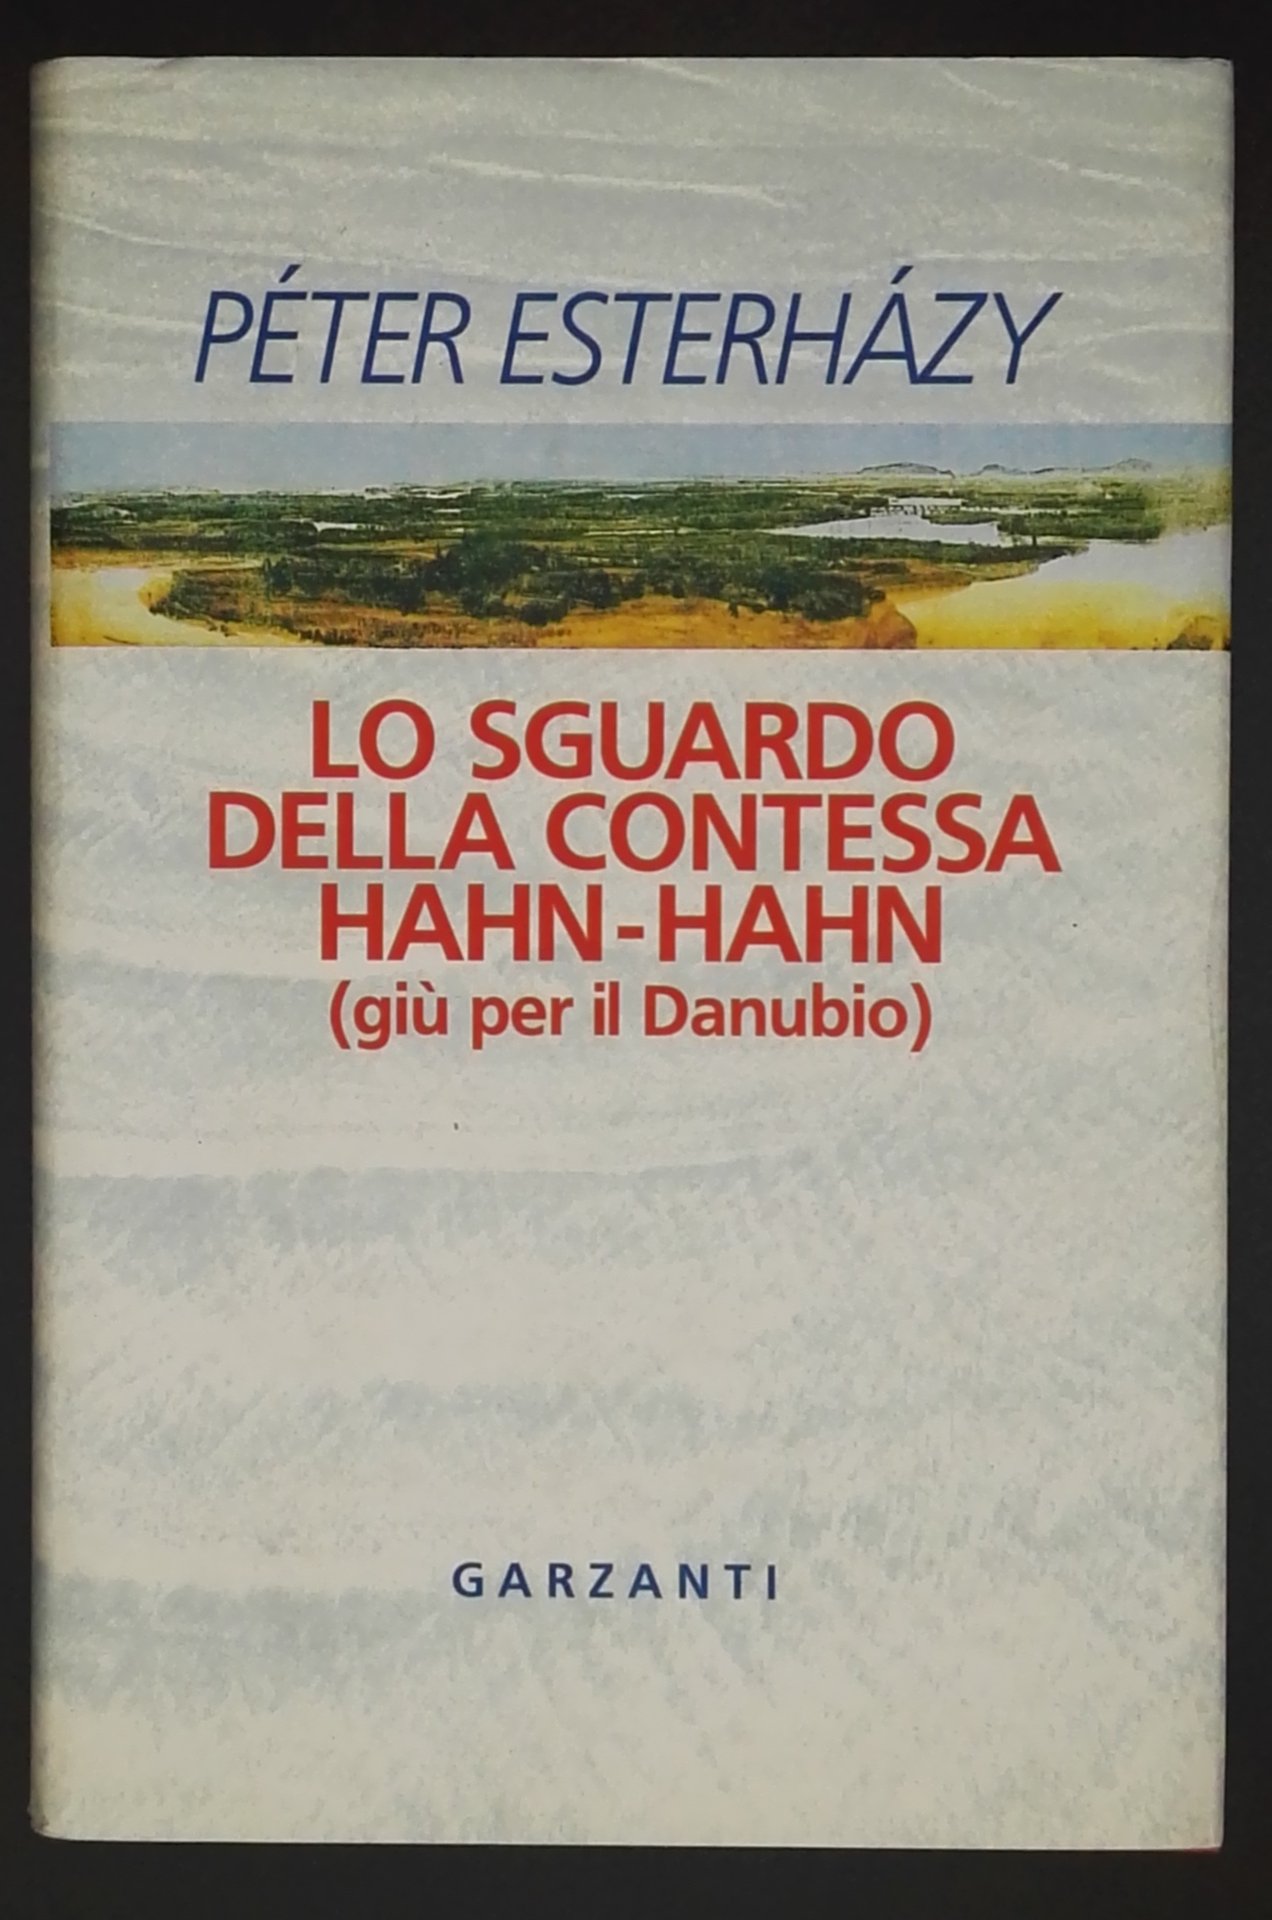 PÉTER ESTERHÁZY
LO SGUARDO
DELLA CONTESSA
HAHN-HAHN
(giù per il Danubio)
GARZANTI